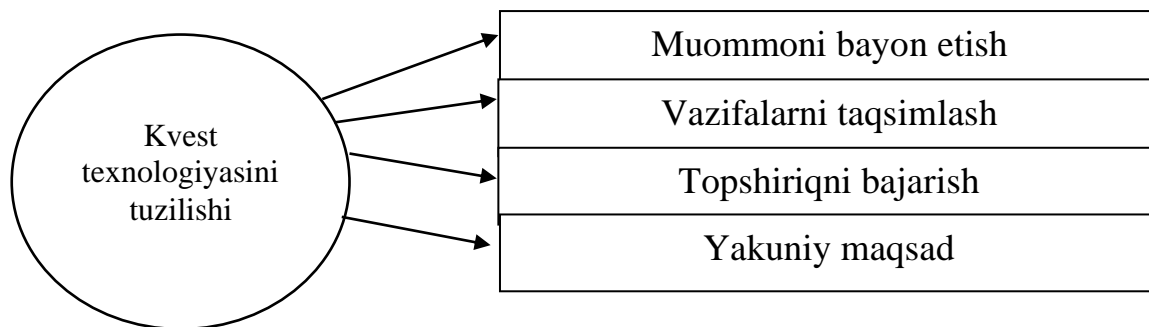 Kvest
texnologiyasini
tuzilishi
Muommoni bayon etish
Vazifalarni taqsimlash
Topshiriqni bajarish
Yakuniy maqsad